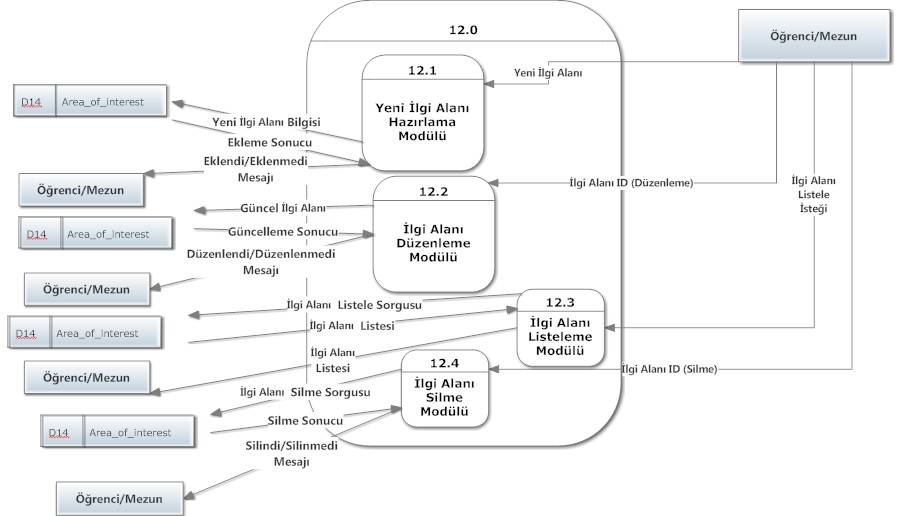 12.0
Öğrenci/Mezun
12.1
Yeni İlgi Alanı
Hazırlama
Modülü
Yeni İlgi Alanı
D14 Area_of_interest
Yeni İlgi Alanı Bilgisi
Ekleme Sonucu
Eklendi/Eklenmedi
Mesajı
Öğrenci/Mezun
12.2
İlgi Alanı
Düzenleme
Modülü
İlgi Alanı ID (Düzenleme)
İlgi Alanı
Listele
İsteği
D14 Area_of_interest
Güncel İlgi Alanı
Güncelleme Sonucu
Düzenlendi/Düzenlenmedi
Mesajı
Öğrenci/Mezun
12.3
İlgi Alanı
Listeleme
Modülü
D14 Area_of_interest
İlgi Alanı Listele Sorgusu
İlgi Alanı Listesi
İlgi Alanı
Listesi
Öğrenci/Mezun
12.4
İlgi Alanı
Silme
Modülü
İlgi Alanı ID (Silme)
İlgi Alanı Silme Sorgusu
D14 Area_of_interest
Silme Sonucu
Silindi/Silinmedi
Mesajı
Öğrenci/Mezun